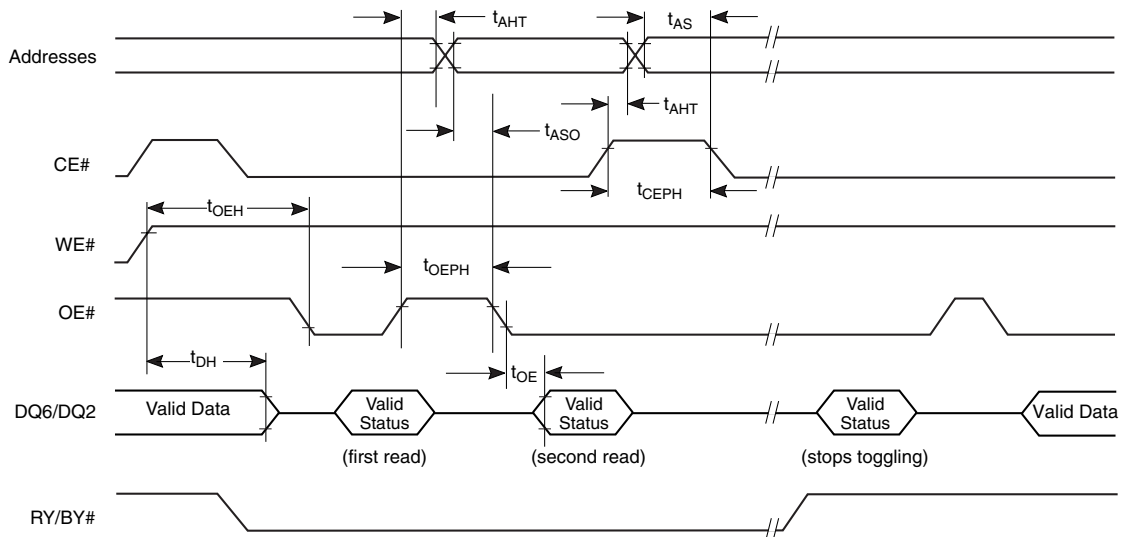 tAHT
tAS
Addresses
tAHT
tASO
CE#
tCEPH
tOEH
WE#
tOEPH
OE#
tDH
tOE
DQ6/DQ2
Valid Data
Valid
Status
Valid
Status
Valid
Status
Valid Data
(first read)
(second read)
(stops toggling)
RY/BY#